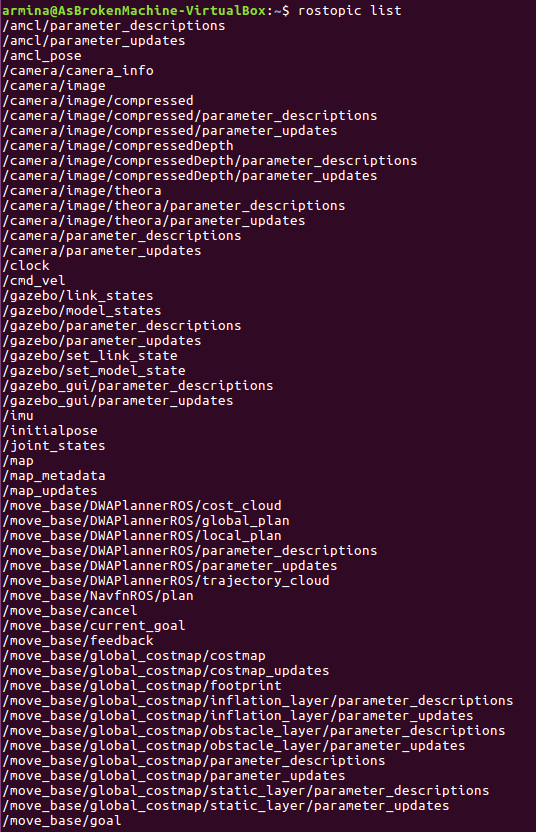 armina@AsBrokenMachine-VirtualBox:~$ rostopic list
/amcl/parameter_descriptions
/amcl/parameter_updates
/amcl_pose
/camera/camera_info
/camera/image
/camera/image/compressed
/camera/image/compressed/parameter_descriptions
/camera/image/compressed/parameter_updates
/camera/image/compressedDepth
/camera/image/compressedDepth/parameter_descriptions
/camera/image/compressedDepth/parameter_updates
/camera/image/theora
/camera/image/theora/parameter_descriptions
/camera/image/theora/parameter_updates
/camera/parameter_descriptions
/camera/parameter_updates
/clock
/cmd_vel
/gazebo/link_states
/gazebo/model_states
/gazebo/parameter_descriptions
/gazebo/parameter_updates
/gazebo/set_link_state
/gazebo/set_model_state
/gazebo_gui/parameter_descriptions
/gazebo_gui/parameter_updates
/imu
/initialpose
/joint_states
/map
/map_metadata
/map_updates
/move_base/DWAPlannerROS/cost_cloud
/move_base/DWAPlannerROS/global_plan
/move_base/DWAPlannerROS/local_plan
/move_base/DWAPlannerROS/parameter_descriptions
/move_base/DWAPlannerROS/parameter_updates
/move_base/DWAPlannerROS/trajectory_cloud
/move_base/NavfnROS/plan
/move_base/cancel
/move_base/current_goal
/move_base/feedback
/move_base/global_costmap/costmap
/move_base/global_costmap/costmap_updates
/move_base/global_costmap/footprint
/move_base/global_costmap/inflation_layer/parameter_descriptions
/move_base/global_costmap/inflation_layer/parameter_updates
/move_base/global_costmap/obstacle_layer/parameter_descriptions
/move_base/global_costmap/obstacle_layer/parameter_updates
/move_base/global_costmap/parameter_descriptions
/move_base/global_costmap/parameter_updates
/move_base/global_costmap/static_layer/parameter_descriptions
/move_base/global_costmap/static_layer/parameter_updates
/move_base/goal